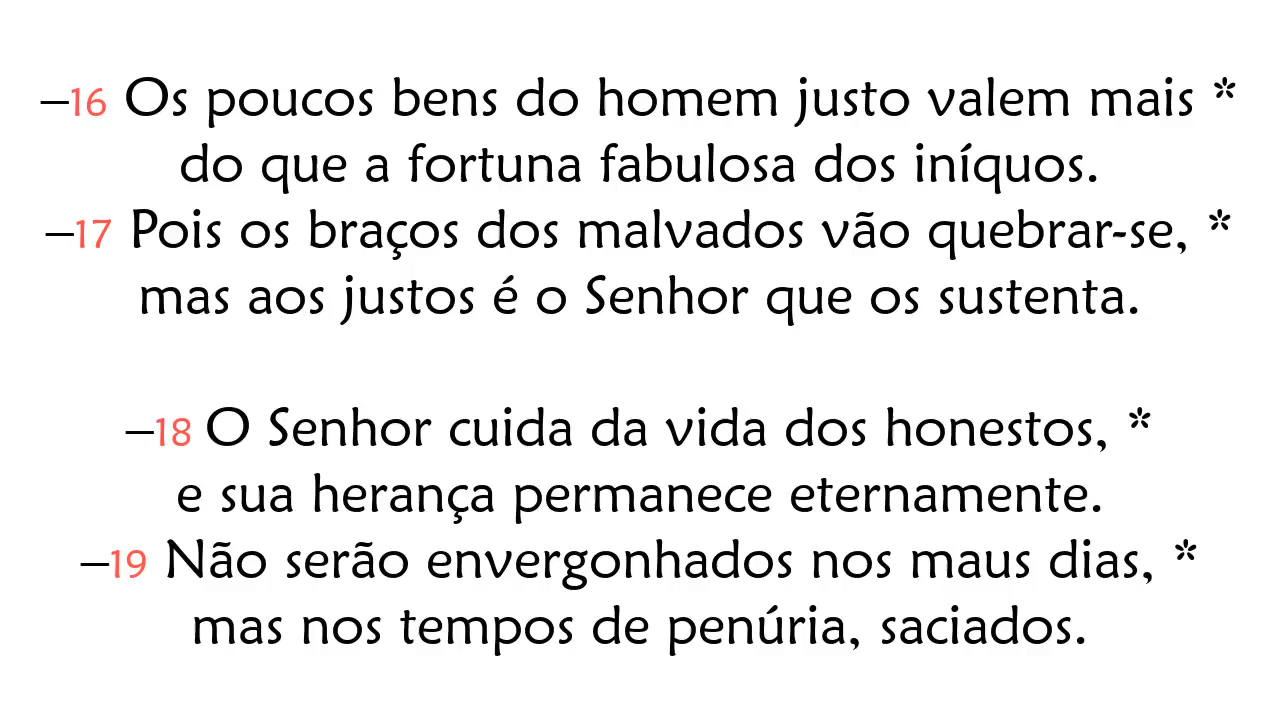 –16 Os poucos bens do homem justo valem mais *
do que a fortuna fabulosa dos iníquos.
–17 Pois os braços dos malvados vão quebrar-se, *
mas aos justos é o Senhor que os sustenta.
–18 O Senhor cuida da vida dos honestos, *
e sua herança permanece eternamente.
–19 Não serão envergonhados nos maus dias, *
mas nos tempos de penúria, saciados.